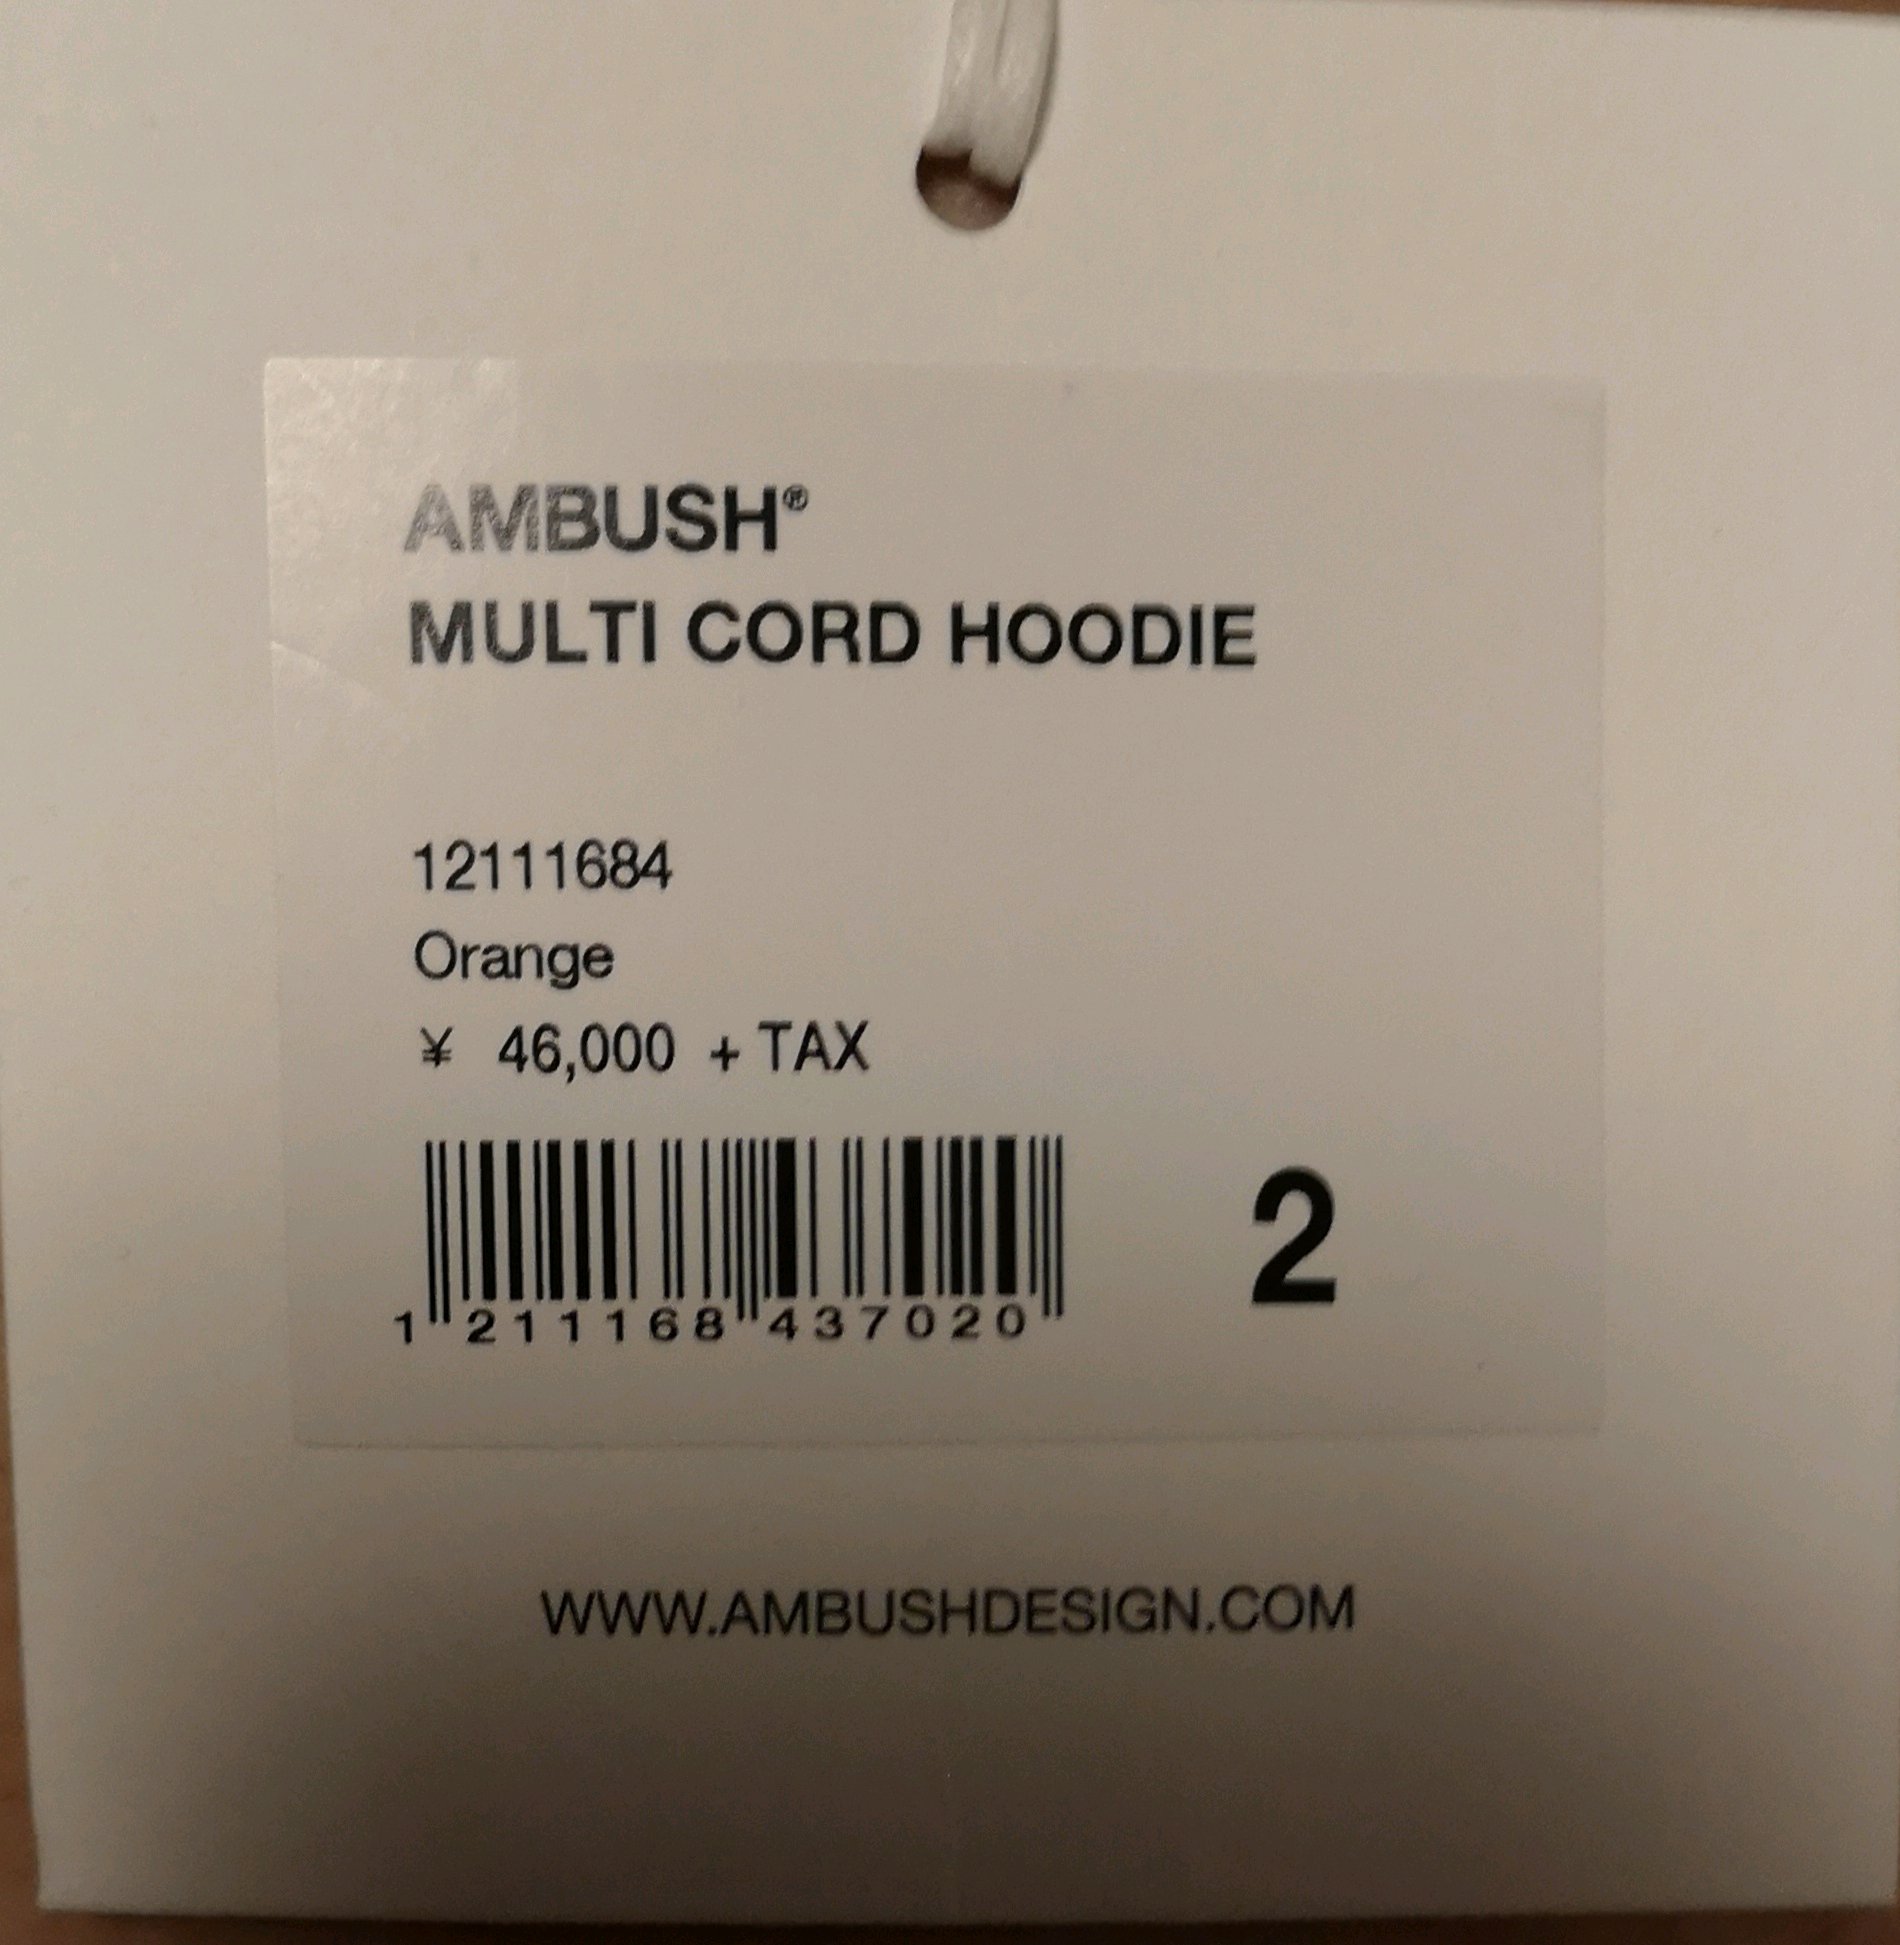 AMBUSH®
MULTI CORD HOODIE
12111684
Orange
¥ 46,000 + TAX
1 211168 437020
2
WWW.AMBUSHDESIGN.COM